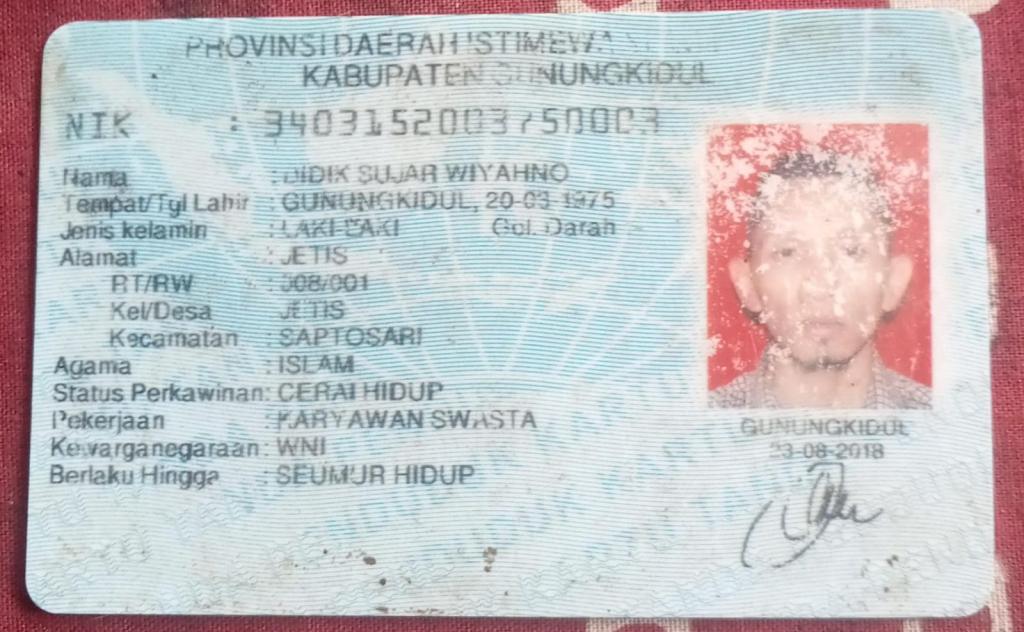 PROVINSI DAERAH ISTIMEWA
KABUPATEN GUNUNGKIDUL
NIK : 3403152003750003
Nama : DIDIK SUJAR WIYAHNO
Tempat/Tgl Lahir : GUNUNGKIDUL, 20-03-1975
Jenis kelamin : LAKI-LAKI Gol. Darah
Alamat : JETIS
RT/RW : 008/001
Kel/Desa : JETIS
Kecamatan : SAPTOSARI
Agama : ISLAM
Status Perkawinan: CERAI HIDUP
Pekerjaan : KARYAWAN SWASTA
Kewarganegaraan : WNI
Berlaku Hingga : SEUMUR HIDUP
GUNUNGKIDUL
23-08-2018